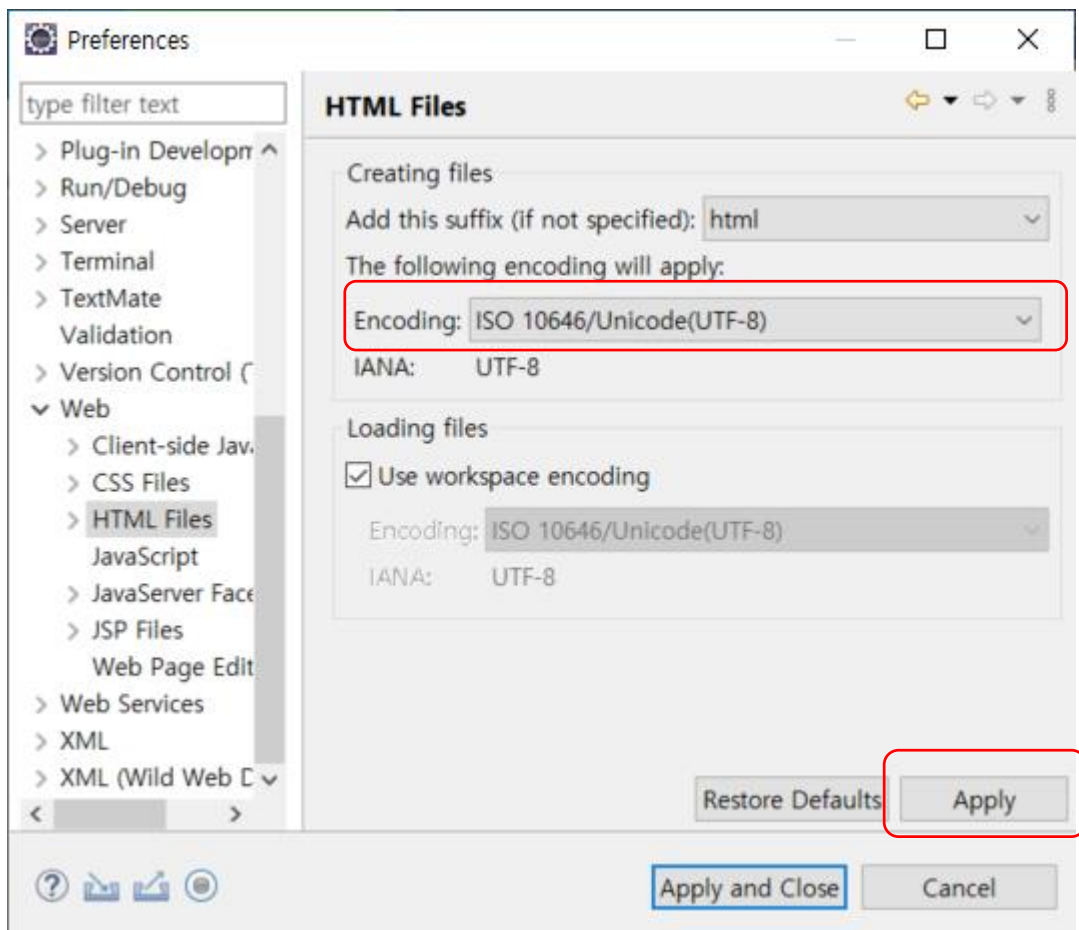 Preferences
type filter text
Plug-in Developm
Run/Debug
Server
Terminal
TextMate
Validation
Version Control (T
Web
Client-side Java
CSS Files
HTML Files
JavaScript
JavaServer Face
JSP Files
Web Page Edit
Web Services
XML
XML (Wild Web D
HTML Files
Creating files
Add this suffix (if not specified): html
The following encoding will apply:
Encoding: ISO 10646/Unicode(UTF-8)
IANA: UTF-8
Loading files
Use workspace encoding
Encoding: ISO 10646/Unicode(UTF-8)
IANA: UTF-8
Restore Defaults Apply
Apply and Close Cancel